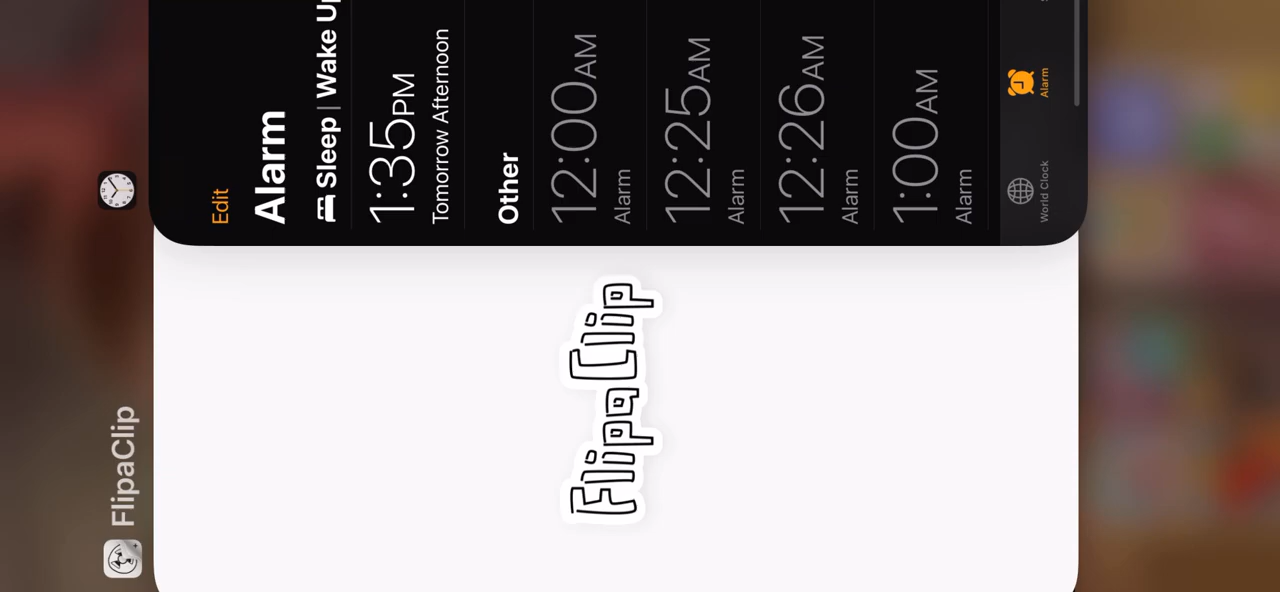 FlipaClip
Edit
Alarm
Sleep | Wake U
1:35PM
Tomorrow Afternoon
Other
12:00AM
Alarm
12:25AM
Alarm
12:26AM
Alarm
1:00AM
Alarm
World Clock
Alarm
FlipaClip